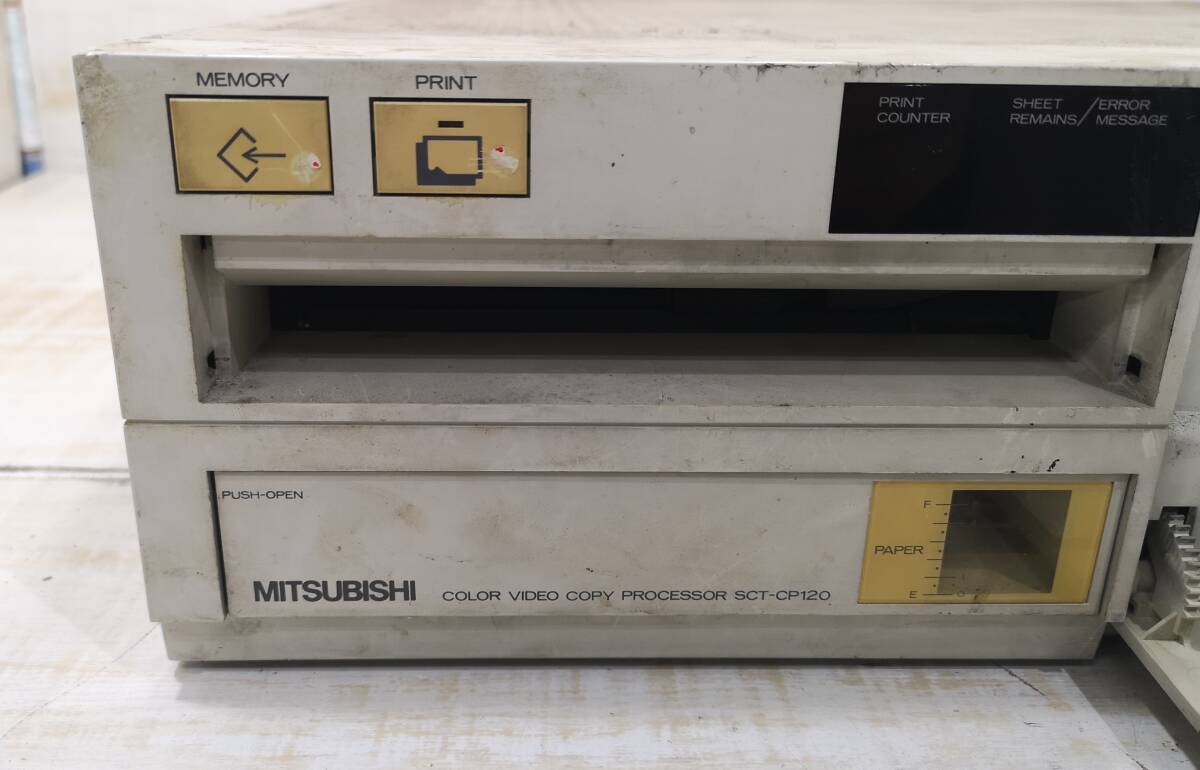 MEMORY
PRINT
PRINT
COUNTER
SHEET
REMAINS/
ERROR
MESSAGE
PUSH-OPEN
F
PAPER
E
MITSUBISHI
COLOR VIDEO COPY PROCESSOR SCT-CP120